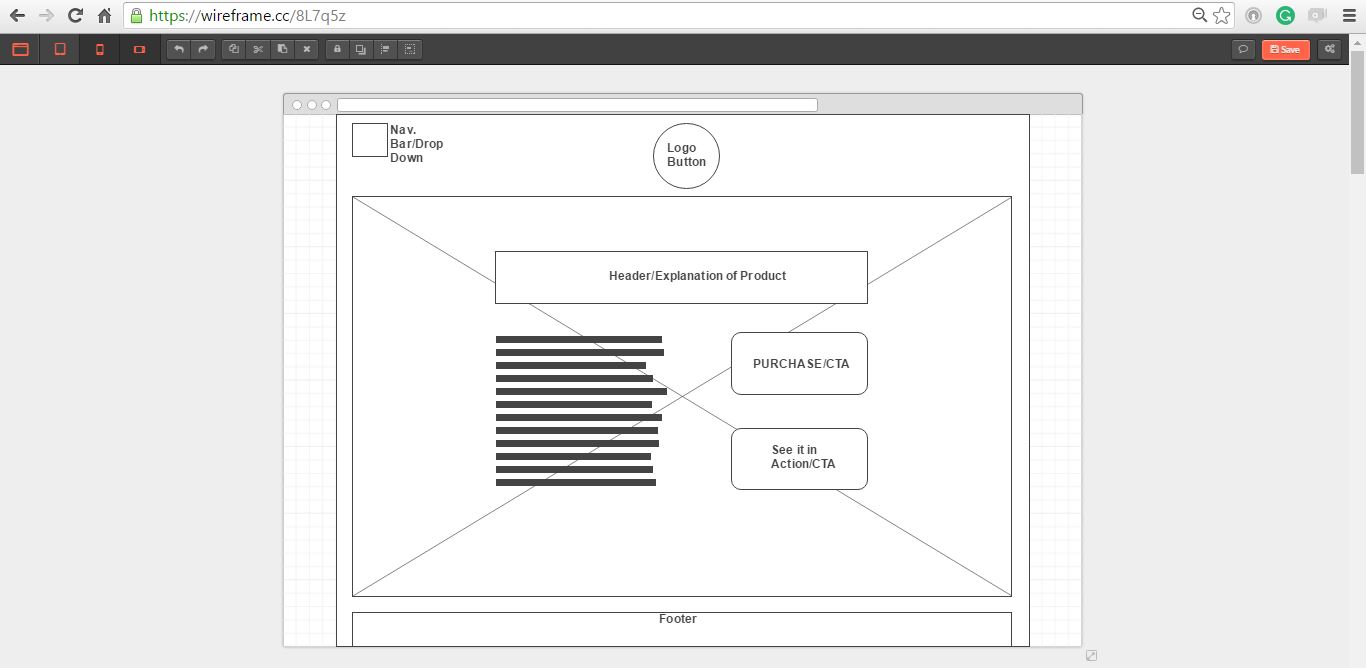 https://wireframe.cc/8L7q5z
Save
Nav.
Bar/Drop
Down
Logo
Button
Header/Explanation of Product
PURCHASE/CTA
See it in
Action/CTA
Footer